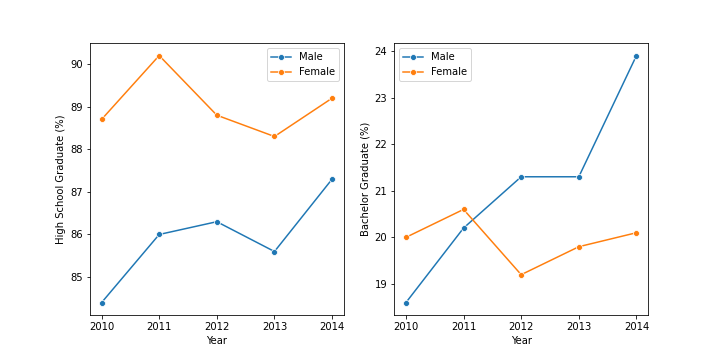 High School Graduate (%)
90
89
88
87
86
85
Male
Female
2010 2011 2012 2013 2014
Year
Bachelor Graduate (%)
24
23
22
21
20
19
Male
Female
2010 2011 2012 2013 2014
Year